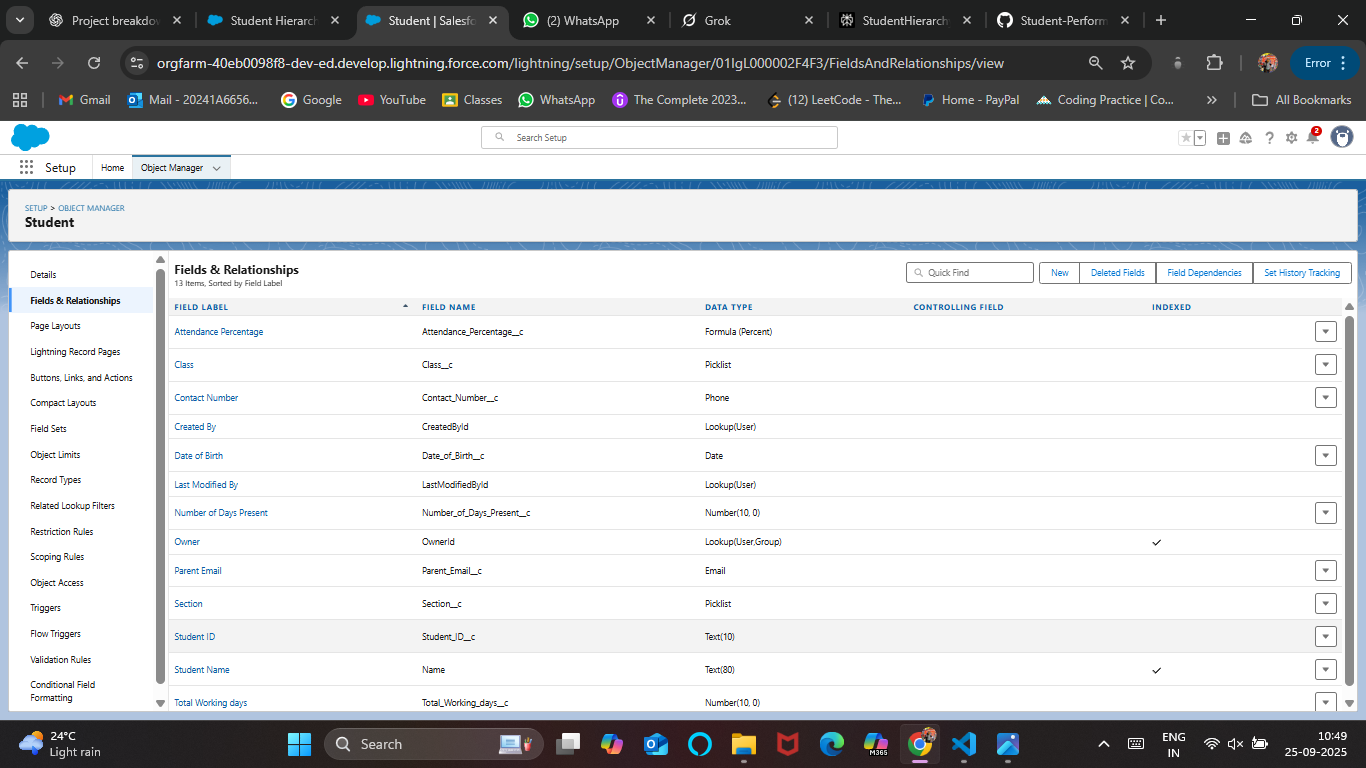 Project breakdov
Student Hierarch
Student | Salesfo
(2) WhatsApp
Grok
StudentHierarch
Student-Perform
orgfarm-40eb0098f8-dev-ed.develop.lightning.force.com/lightning/setup/ObjectManager/01IgL000002F4F3/FieldsAndRelationships/view
Error
Gmail
Mail - 20241A6656...
Google
YouTube
Classes
WhatsApp
The Complete 2023...
(12) LeetCode - The...
Home - PayPal
Coding Practice | Co...
»
All Bookmarks
Search Setup
2
Setup
Home
Object Manager
SETUP > OBJECT MANAGER
Student
Details
Fields & Relationships
Page Layouts
Lightning Record Pages
Buttons, Links, and Actions
Compact Layouts
Field Sets
Object Limits
Record Types
Related Lookup Filters
Restriction Rules
Scoping Rules
Object Access
Triggers
Flow Triggers
Validation Rules
Conditional Field
Formatting
Fields & Relationships
13 Items, Sorted by Field Label
Quick Find
New
Deleted Fields
Field Dependencies
Set History Tracking
FIELD LABEL FIELD NAME DATA TYPE CONTROLLING FIELD INDEXED
Attendance Percentage Attendance_Percentage__c Formula (Percent)
Class Class__c Picklist
Contact Number Contact_Number__c Phone
Created By CreatedById Lookup(User)
Date of Birth Date_of_Birth__c Date
Last Modified By LastModifiedById Lookup(User)
Number of Days Present Number_of_Days_Present__c Number(10, 0)
Owner OwnerId Lookup(User,Group)
Parent Email Parent_Email__c Email
Section Section__c Picklist
Student ID Student_ID__c Text(10)
Student Name Name Text(80)
Total Working days Total_Working_days__c Number(10, 0)
24°C
Light rain
Search
M365
ENG
IN
10:49
25-09-2025